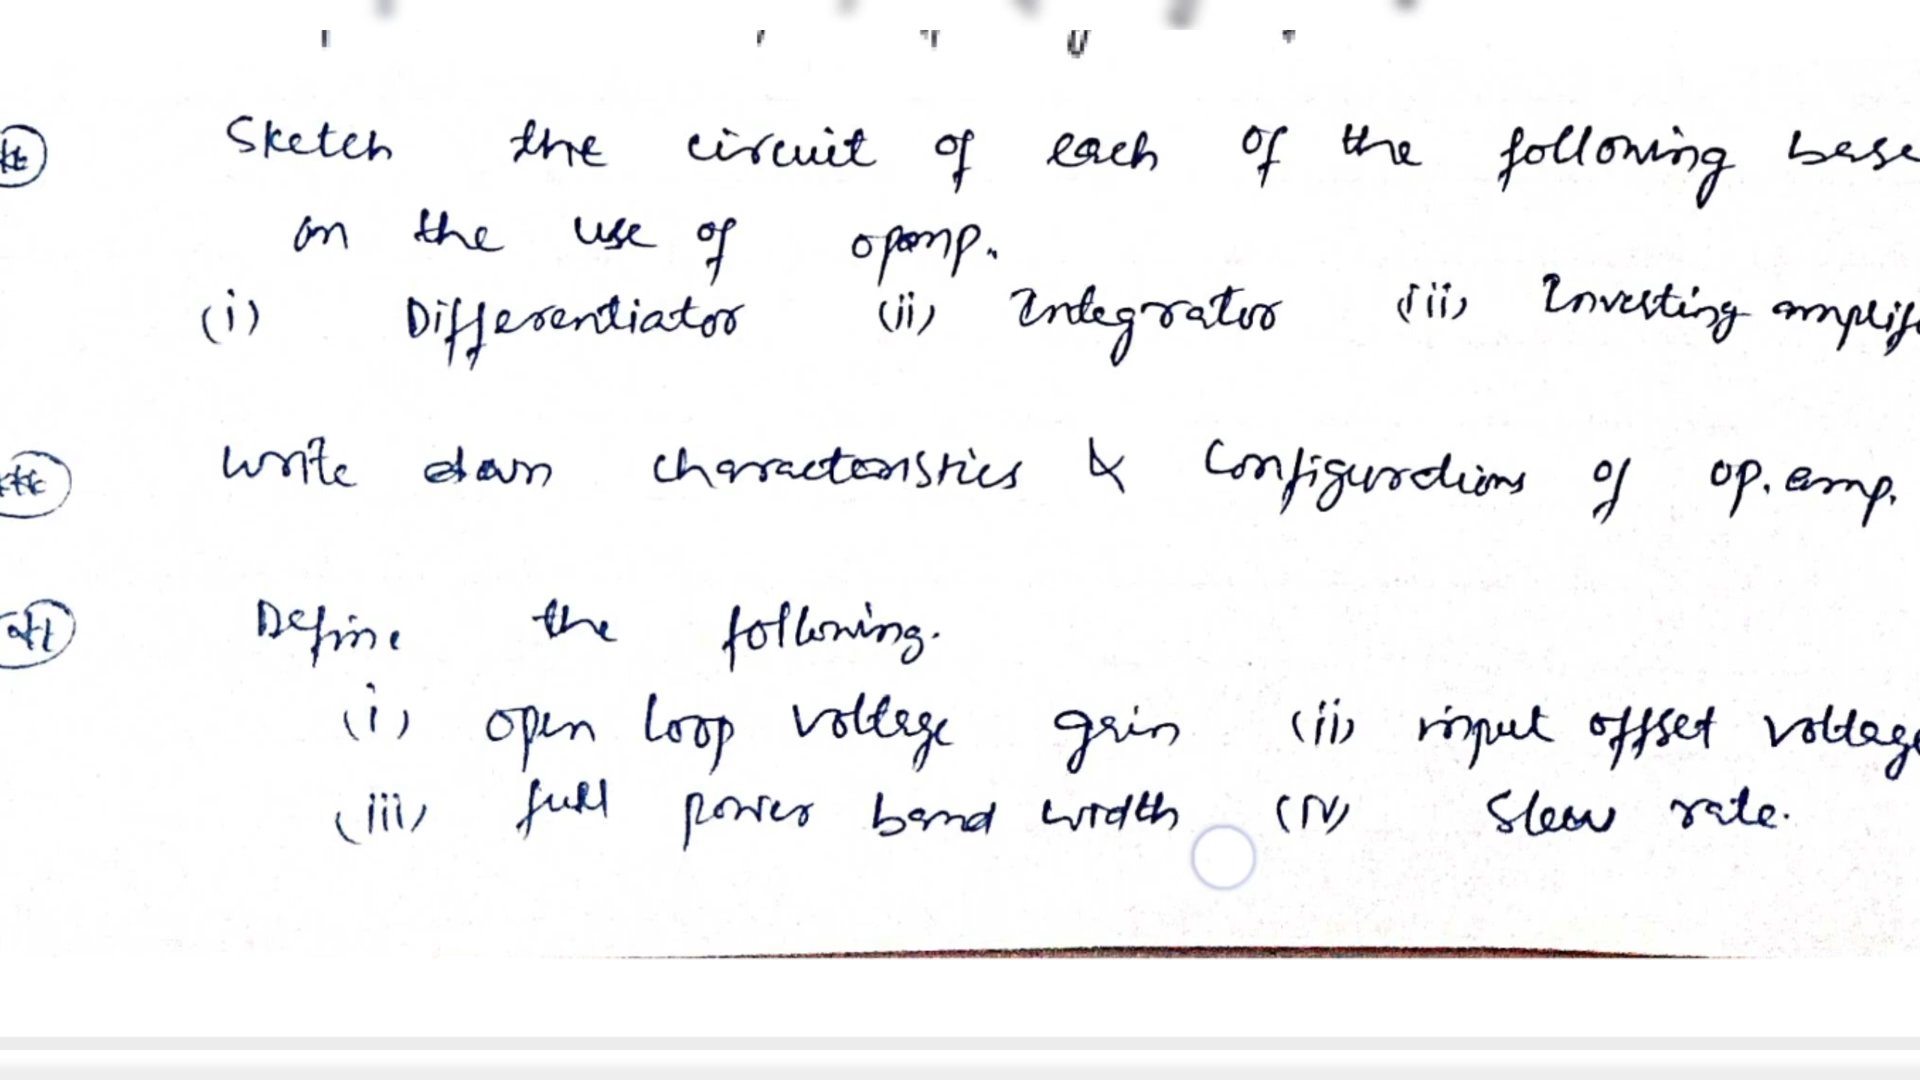 Sketch the circuit of each of the following base
on the use of opamp.
(i) Differentiator (ii) Integrator (iii) Inverting amplif
Write down characteristics & Configurations of op. amp.
Define the following.
(i) open loop voltage gain (ii) input offset voltage
(iii) full power band width (iv) Slew rate.